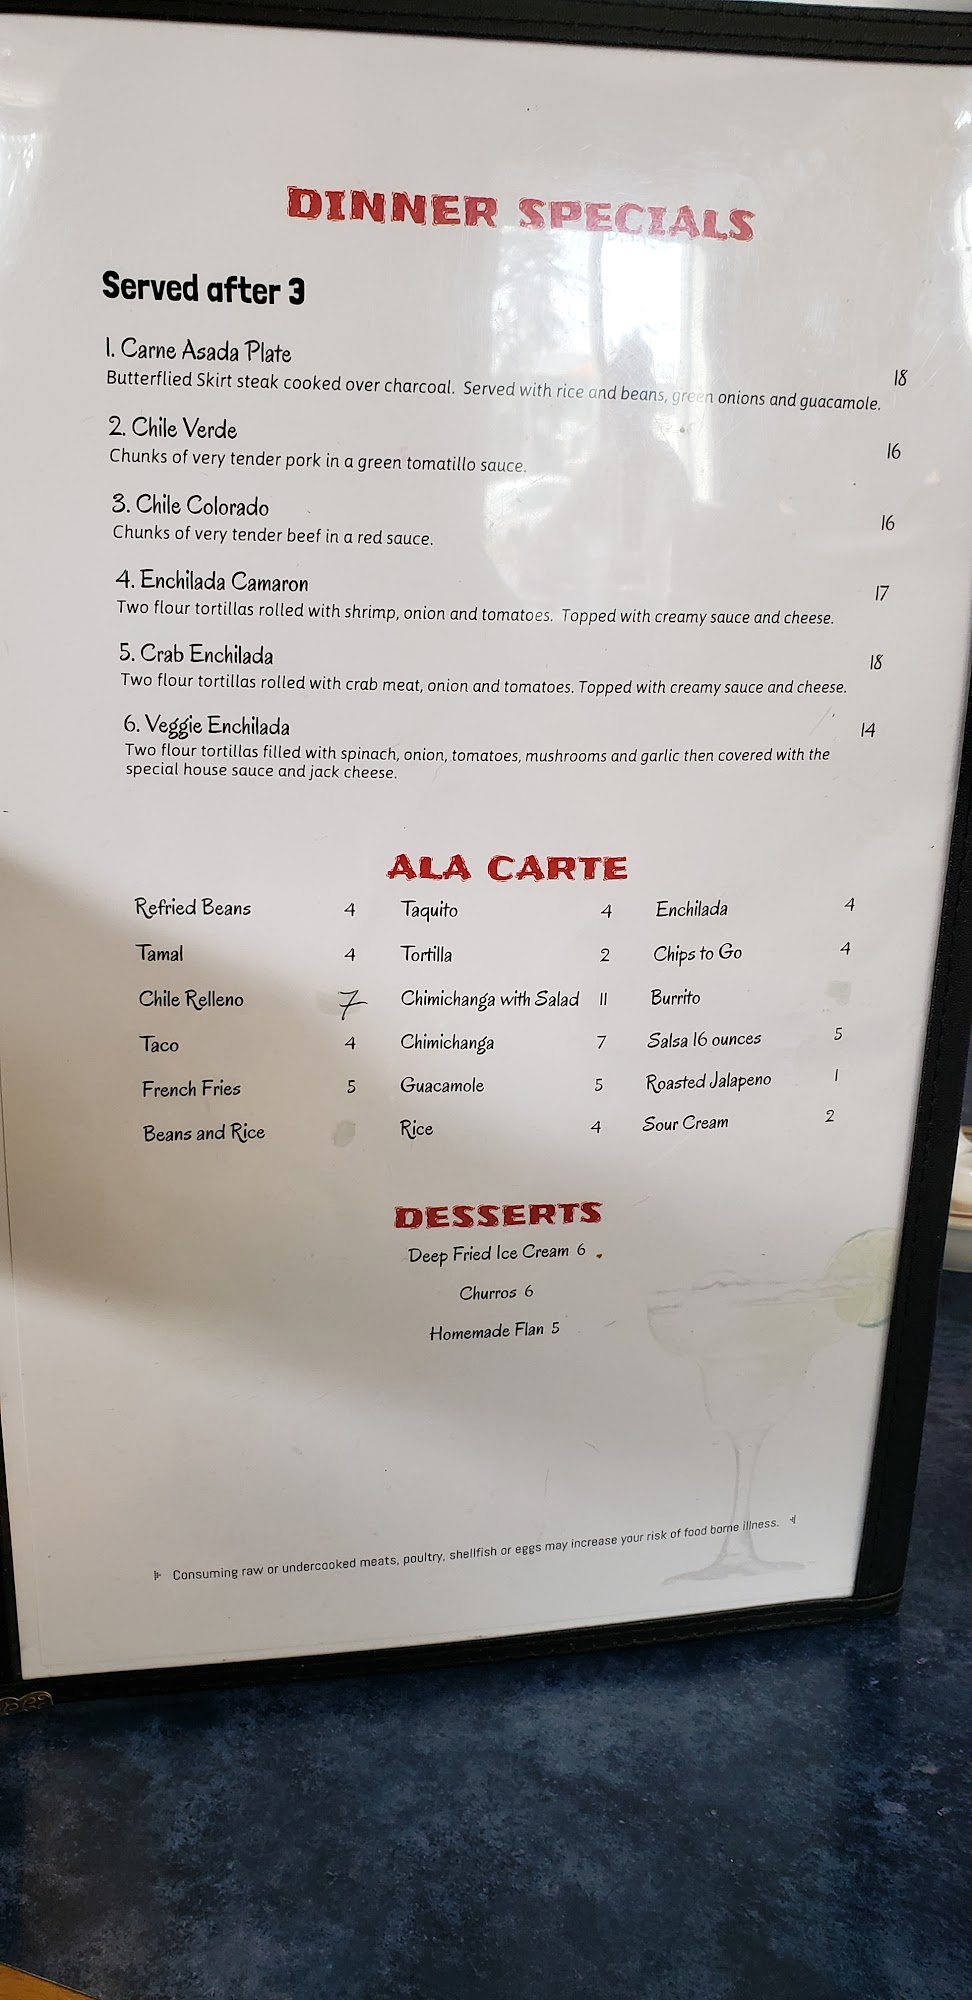 DINNER SPECIALS
Served after 3
1. Carne Asada Plate 18
Butterflied Skirt steak cooked over charcoal. Served with rice and beans, green onions and guacamole.
2. Chile Verde 16
Chunks of very tender pork in a green tomatillo sauce.
3. Chile Colorado 16
Chunks of very tender beef in a red sauce.
4. Enchilada Camaron 17
Two flour tortillas rolled with shrimp, onion and tomatoes. Topped with creamy sauce and cheese.
5. Crab Enchilada 18
Two flour tortillas rolled with crab meat, onion and tomatoes. Topped with creamy sauce and cheese.
6. Veggie Enchilada 14
Two flour tortillas filled with spinach, onion, tomatoes, mushrooms and garlic then covered with the
special house sauce and jack cheese.
ALA CARTE
Refried Beans 4 Taquito 4 Enchilada 4
Tamal 4 Tortilla 2 Chips to Go 4
Chile Relleno 7 Chimichanga with Salad 11 Burrito
Taco 4 Chimichanga 7 Salsa 16 ounces 5
French Fries 5 Guacamole 5 Roasted Jalapeno 1
Beans and Rice Rice 4 Sour Cream 2
DESSERTS
Deep Fried Ice Cream 6
Churros 6
Homemade Flan 5
Consuming raw or undercooked meats, poultry, shellfish or eggs may increase your risk of food borne illness.